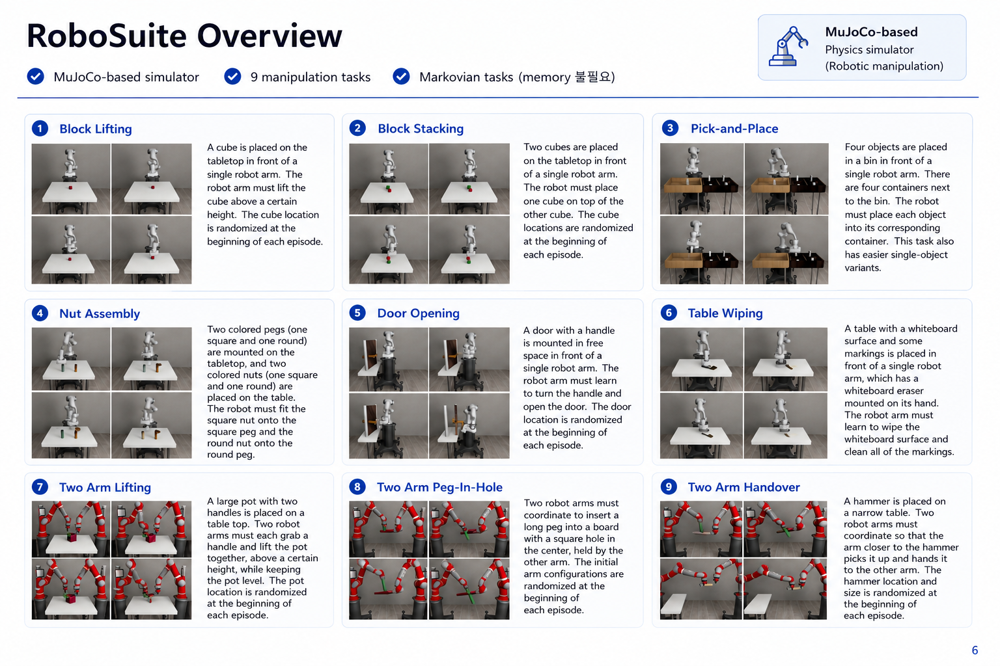 RoboSuite Overview
MuJoCo-based simulator
9 manipulation tasks
Markovian tasks (memory 불필요)
MuJoCo-based
Physics simulator
(Robotic manipulation)
1 Block Lifting
A cube is placed on the
tabletop in front of a
single robot arm. The
robot arm must lift the
cube above a certain
height. The cube location
is randomized at the
beginning of each episode.
2 Block Stacking
Two cubes are placed
on the tabletop in front
of a single robot arm.
The robot must place
one cube on top of the
other cube. The cube
locations are randomized
at the beginning of
each episode.
3 Pick-and-Place
Four objects are placed
in a bin in front of a
single robot arm. There
are four containers next
to the bin. The robot
must place each object
into its corresponding
container. This task also
has easier single-object
variants.
4 Nut Assembly
Two colored pegs (one
square and one round)
are mounted on the
tabletop, and two
colored nuts (one square
and one round) are
placed on the table.
The robot must fit the
square nut onto the
square peg and the
round nut onto the
round peg.
5 Door Opening
A door with a handle
is mounted in free
space in front of a
single robot arm. The
robot arm must learn
to turn the handle and
open the door. The door
location is randomized
at the beginning of
each episode.
6 Table Wiping
A table with a whiteboard
surface and some
markings is placed in
front of a single robot
arm, which has a
whiteboard eraser
mounted on its hand.
The robot arm must
learn to wipe the
whiteboard surface and
clean all of the markings.
7 Two Arm Lifting
A large pot with two
handles is placed on a
table top. Two robot
arms must each grab a
handle and lift the pot
together, above a certain
height, while keeping
the pot level. The pot
location is randomized
at the beginning of
each episode.
8 Two Arm Peg-In-Hole
Two robot arms must
coordinate to insert a
long peg into a board
with a square hole in
the center, held by the
other arm. The initial
arm configurations are
randomized at the
beginning of
each episode.
9 Two Arm Handover
A hammer is placed on
a narrow table. Two
robot arms must
coordinate so that the
arm closer to the hammer
picks it up and hands it
to the other arm. The
hammer location and
size is randomized at
the beginning of
each episode.
6